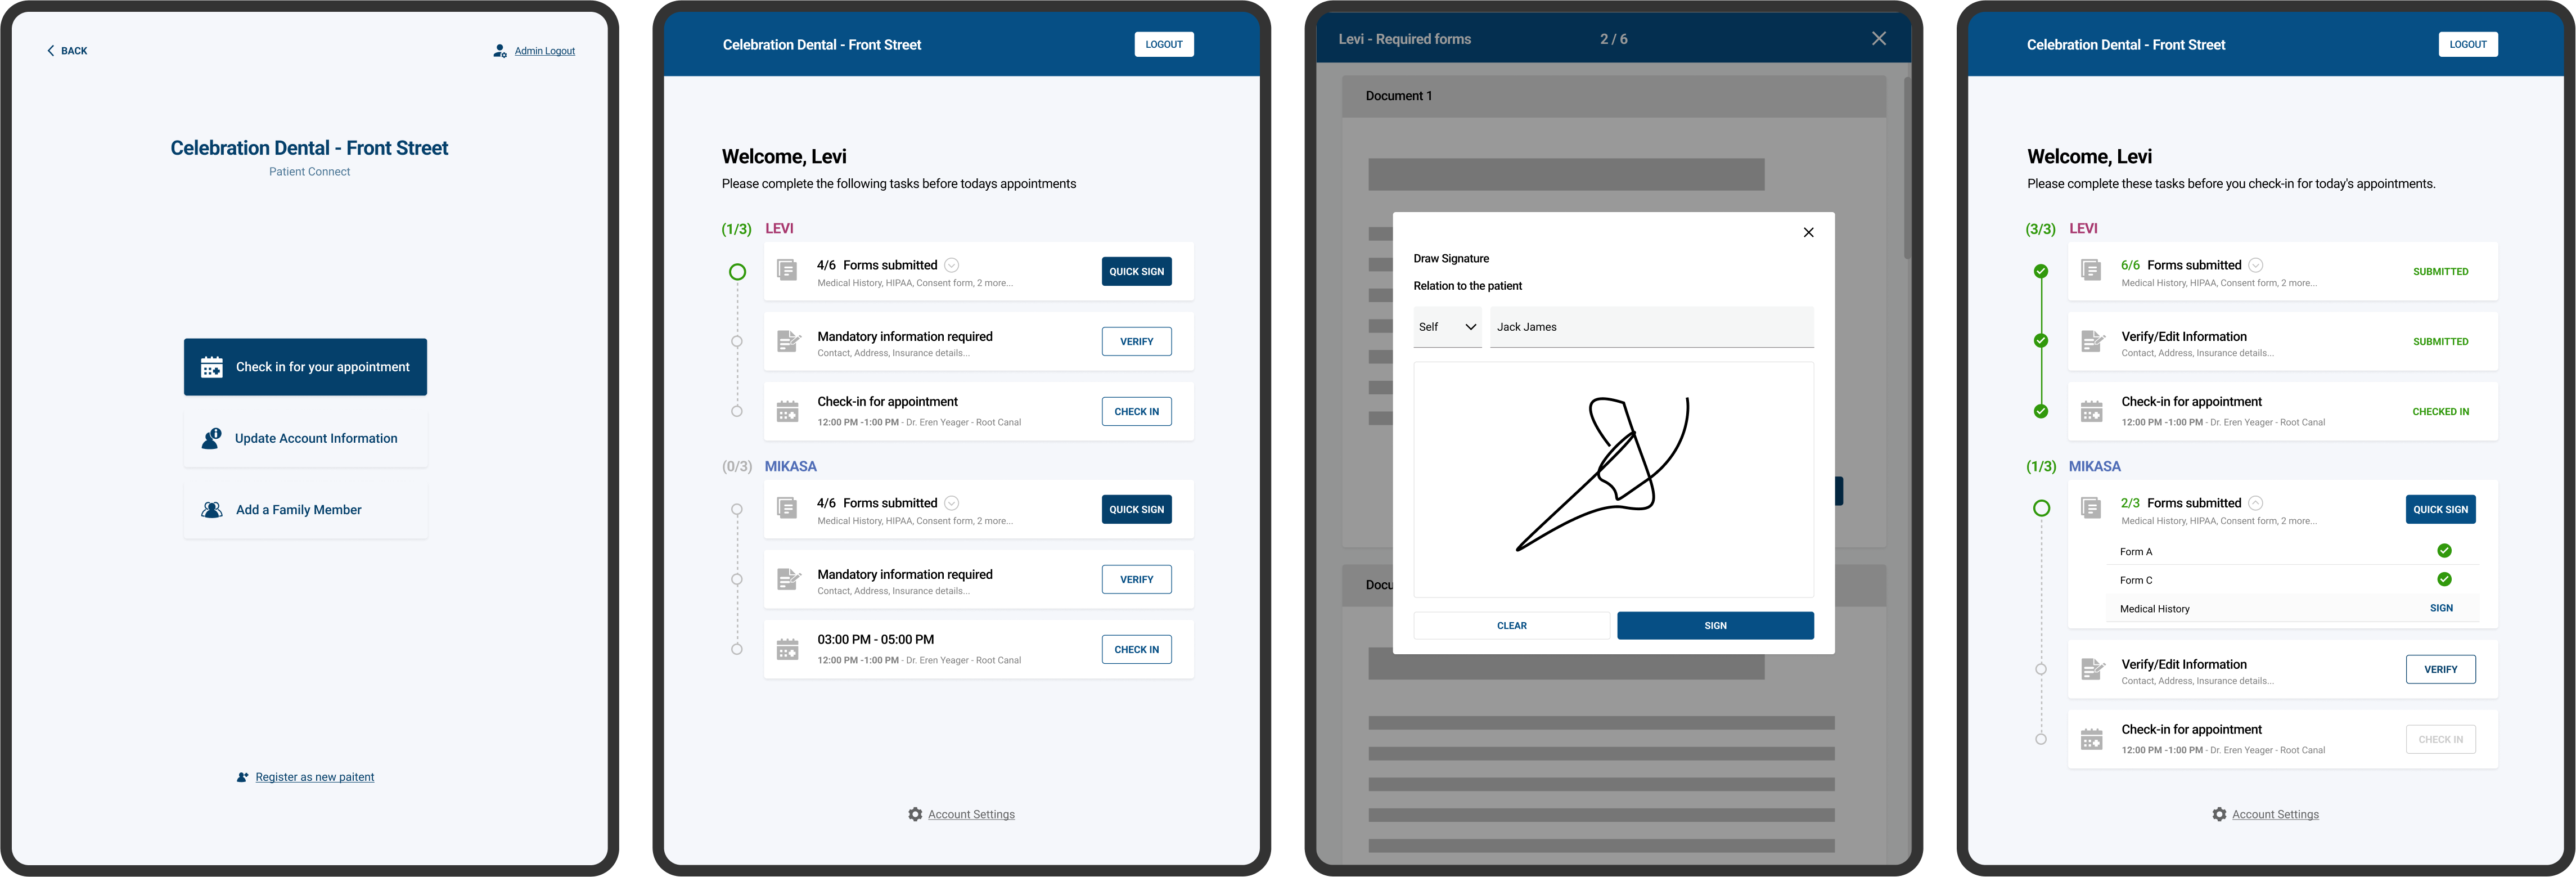 BACK
Admin Logout
Celebration Dental - Front Street
Patient Connect
Check in for your appointment
Update Account Information
Add a Family Member
Register as new paitent
Celebration Dental - Front Street
LOGOUT
Welcome, Levi
Please complete the following tasks before todays appointments
(1/3) LEVI
4/6 Forms submitted
Medical History, HIPAA, Consent form, 2 more...
QUICK SIGN
Mandatory information required
Contact, Address, Insurance details...
VERIFY
Check-in for appointment
12:00 PM -1:00 PM - Dr. Eren Yeager - Root Canal
CHECK IN
(0/3) MIKASA
4/6 Forms submitted
Medical History, HIPAA, Consent form, 2 more...
QUICK SIGN
Mandatory information required
Contact, Address, Insurance details...
VERIFY
03:00 PM - 05:00 PM
12:00 PM -1:00 PM - Dr. Eren Yeager - Root Canal
CHECK IN
Account Settings
Levi - Required forms
2 / 6
Document 1
Draw Signature
Relation to the patient
Self
Jack James
Docu
CLEAR
SIGN
Celebration Dental - Front Street
LOGOUT
Welcome, Levi
Please complete these tasks before you check-in for today's appointments.
(3/3) LEVI
6/6 Forms submitted
Medical History, HIPAA, Consent form, 2 more...
SUBMITTED
Verify/Edit Information
Contact, Address, Insurance details...
SUBMITTED
Check-in for appointment
12:00 PM -1:00 PM - Dr. Eren Yeager - Root Canal
CHECKED IN
(1/3) MIKASA
2/3 Forms submitted
Medical History, HIPAA, Consent form, 2 more...
QUICK SIGN
Form A
Form C
Medical History
SIGN
Verify/Edit Information
Contact, Address, Insurance details...
VERIFY
Check-in for appointment
12:00 PM -1:00 PM - Dr. Eren Yeager - Root Canal
CHECK IN
Account Settings